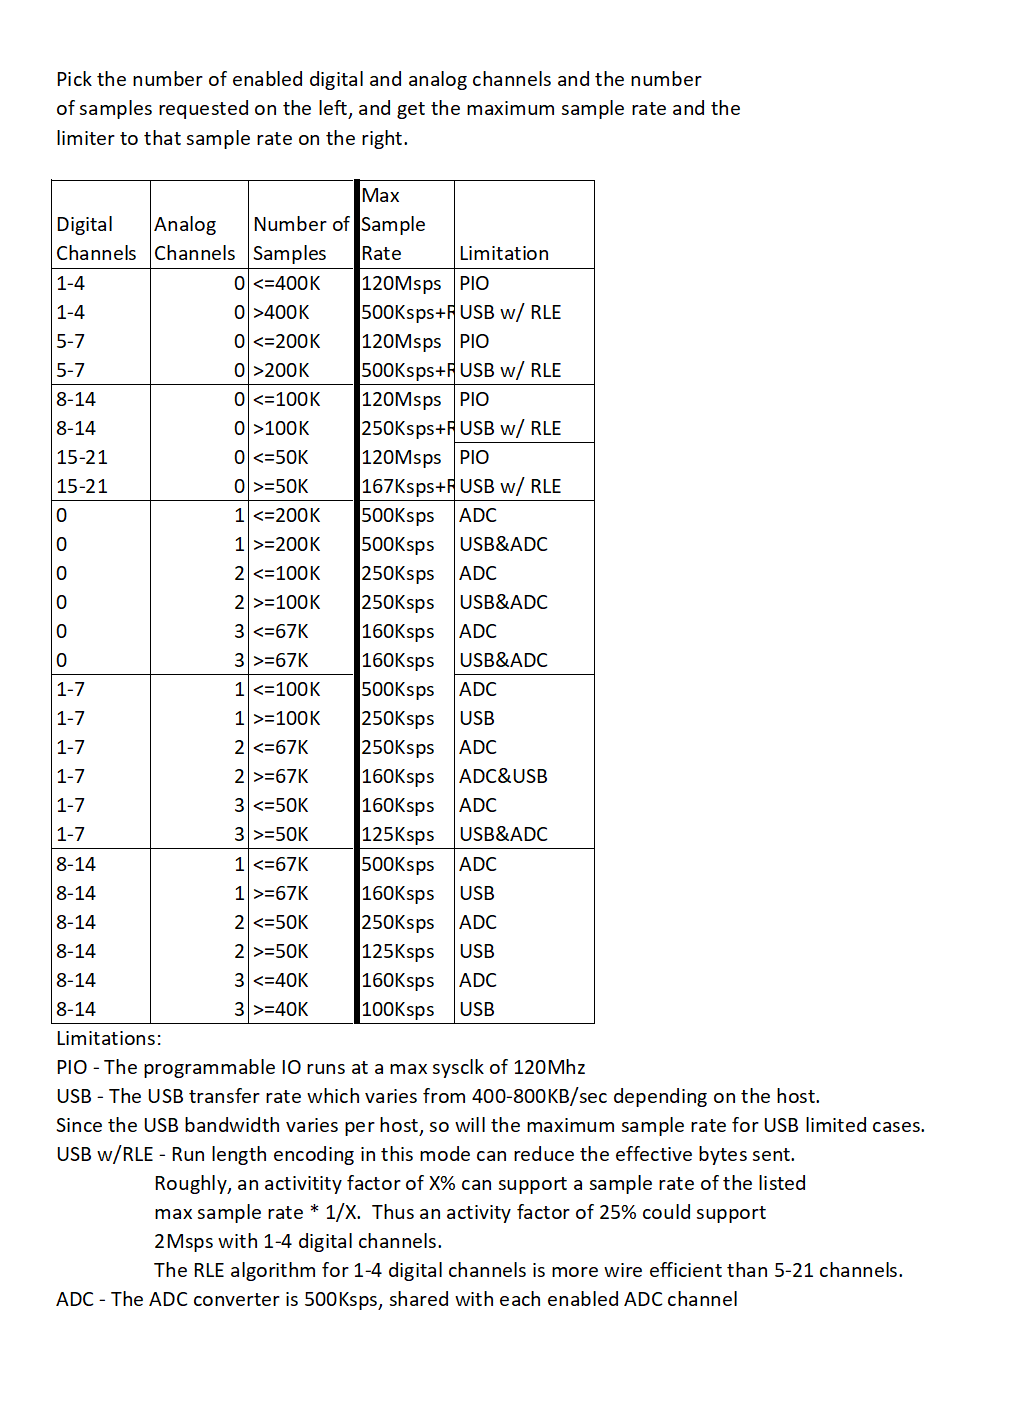 Pick the number of enabled digital and analog channels and the number
of samples requested on the left, and get the maximum sample rate and the
limiter to that sample rate on the right.
Digital Channels Analog Channels Number of Samples Max Sample Rate Limitation
1-4 0 <=400K 120Msps PIO
1-4 0 >400K 500Ksps+R USB w/ RLE
5-7 0 <=200K 120Msps PIO
5-7 0 >200K 500Ksps+R USB w/ RLE
8-14 0 <=100K 120Msps PIO
8-14 0 >100K 250Ksps+R USB w/ RLE
15-21 0 <=50K 120Msps PIO
15-21 0 >=50K 167Ksps+R USB w/ RLE
0 1 <=200K 500Ksps ADC
0 1 >=200K 500Ksps USB&ADC
0 2 <=100K 250Ksps ADC
0 2 >=100K 250Ksps USB&ADC
0 3 <=67K 160Ksps ADC
0 3 >=67K 160Ksps USB&ADC
1-7 1 <=100K 500Ksps ADC
1-7 1 >=100K 250Ksps USB
1-7 2 <=67K 250Ksps ADC
1-7 2 >=67K 160Ksps ADC&USB
1-7 3 <=50K 160Ksps ADC
1-7 3 >=50K 125Ksps USB&ADC
8-14 1 <=67K 500Ksps ADC
8-14 1 >=67K 160Ksps USB
8-14 2 <=50K 250Ksps ADC
8-14 2 >=50K 125Ksps USB
8-14 3 <=40K 160Ksps ADC
8-14 3 >=40K 100Ksps USB
Limitations:
PIO - The programmable IO runs at a max sysclk of 120Mhz
USB - The USB transfer rate which varies from 400-800KB/sec depending on the host.
Since the USB bandwidth varies per host, so will the maximum sample rate for USB limited cases.
USB w/RLE - Run length encoding in this mode can reduce the effective bytes sent.
Roughly, an activitity factor of X% can support a sample rate of the listed
max sample rate * 1/X.  Thus an activity factor of 25% could support
2Msps with 1-4 digital channels.
The RLE algorithm for 1-4 digital channels is more wire efficient than 5-21 channels.
ADC - The ADC converter is 500Ksps, shared with each enabled ADC channel